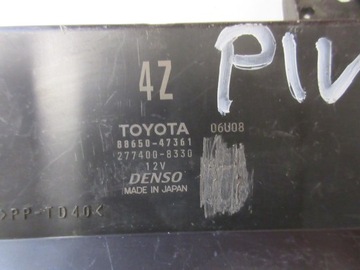 4Z
PIV
TOYOTA 06U08
88650-47361
277400-8330
12V
DENSO
MADE IN JAPAN
>PP-TD40<